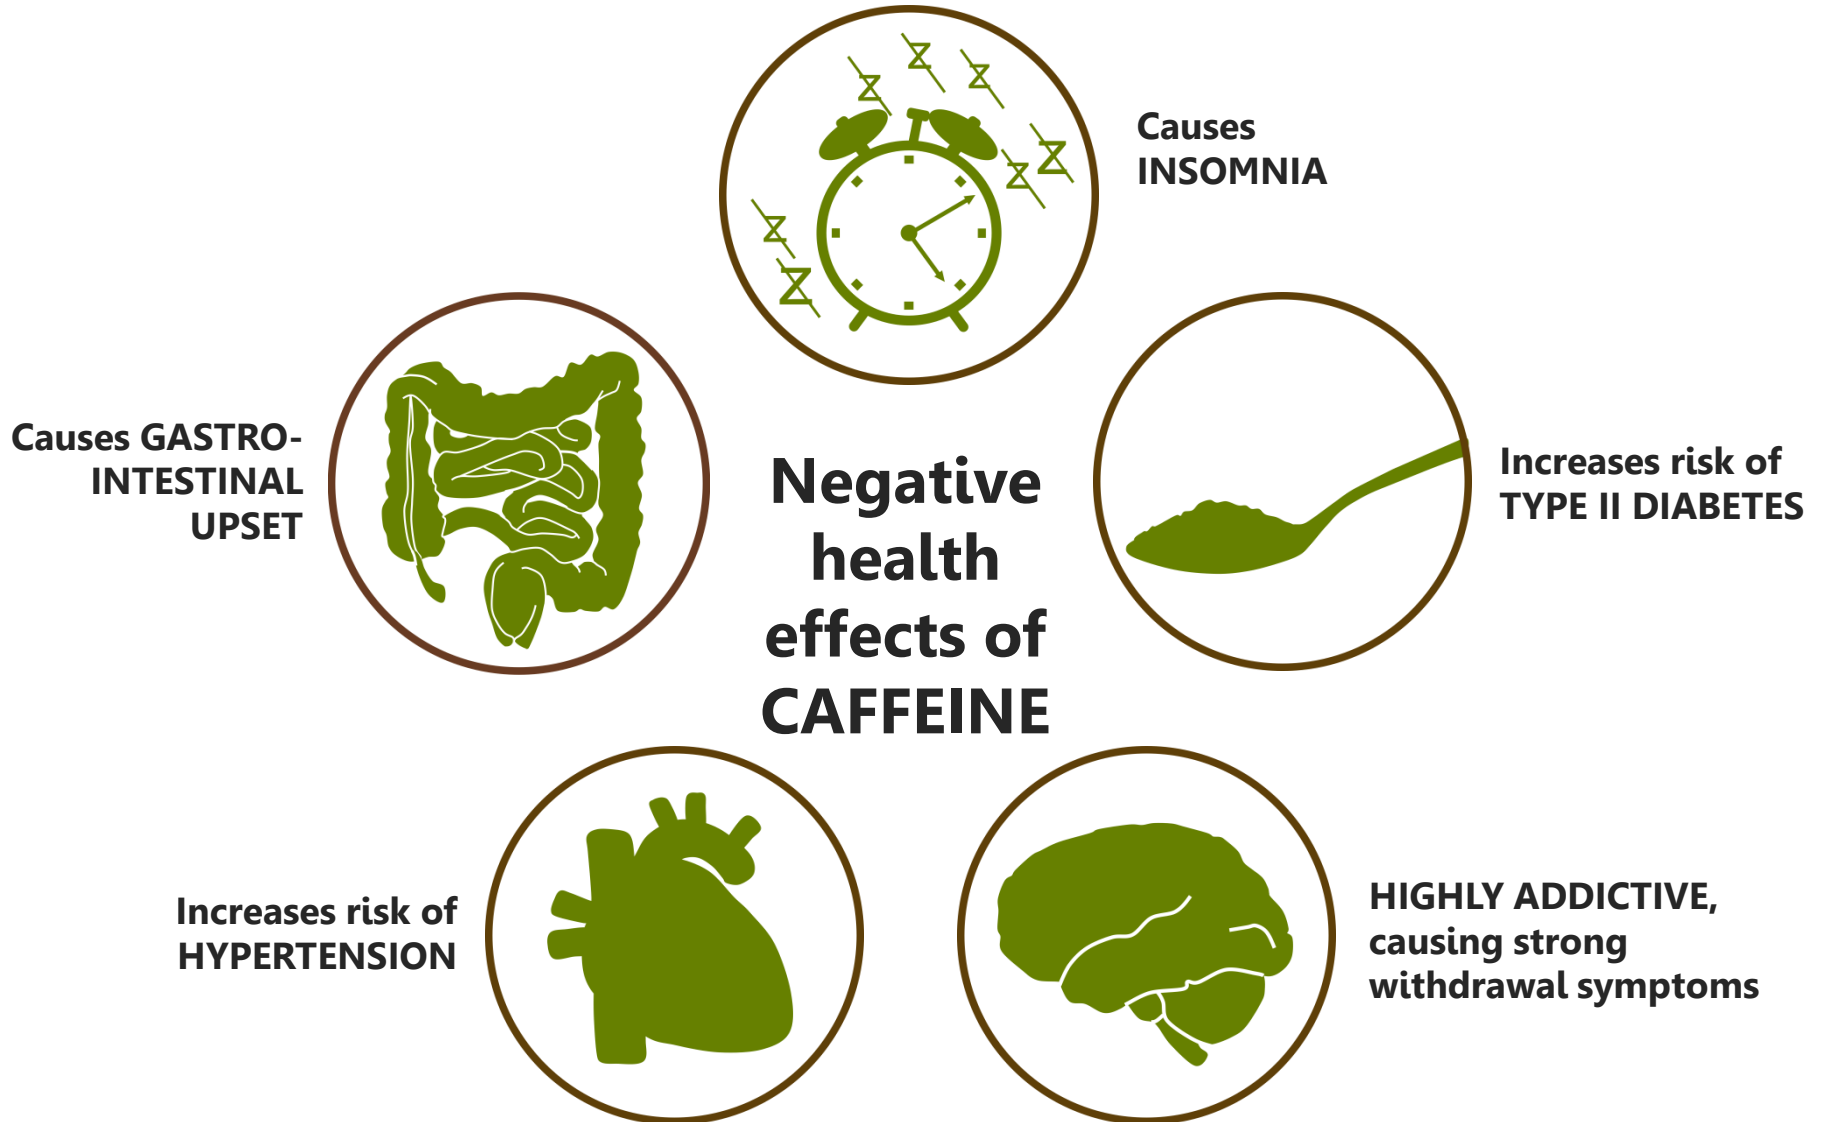 Causes
INSOMNIA
Causes GASTRO-
INTESTINAL
UPSET
Negative
health
effects of
CAFFEINE
Increases risk of
TYPE II DIABETES
Increases risk of
HYPERTENSION
HIGHLY ADDICTIVE,
causing strong
withdrawal symptoms